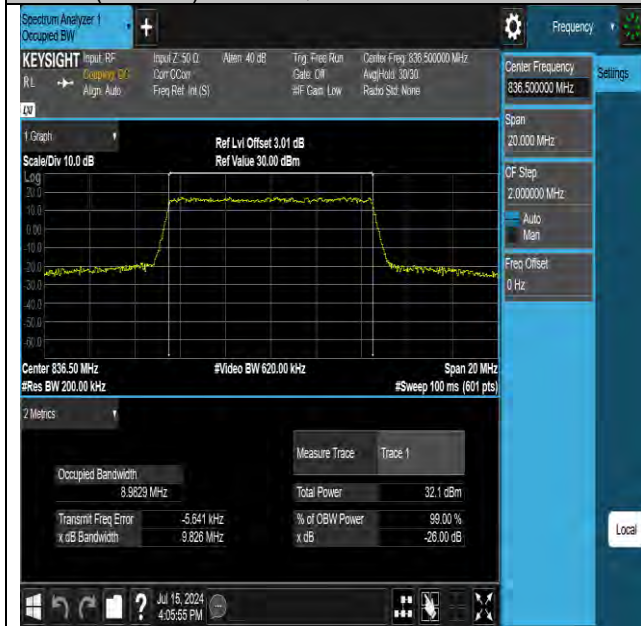 Spectrum Analyzer 1
Occupied BW
Frequency
KEYSIGHT Input: RF
RL Coupling: DC
Align: Auto
Input Z: 50 Ω
Corr CCorr
Freq Ref: Int (S)
Atten: 40 dB
Trig: Free Run
Gate: Off
#IF Gain: Low
Center Freq: 836.500000 MHz
Avg|Hold: 30/30
Radio Std: None
Center Frequency
836.500000 MHz
Settings
Span
20.000 MHz
CF Step
2.000000 MHz
Auto
Man
Freq Offset
0 Hz
1 Graph
Scale/Div 10.0 dB
Ref Lvl Offset 3.01 dB
Ref Value 30.00 dBm
Log
20.0
10.0
0.00
-10.0
-20.0
-30.0
-40.0
-50.0
-60.0
Center 836.50 MHz
#Video BW 620.00 kHz
Span 20 MHz
#Res BW 200.00 kHz
#Sweep 100 ms (601 pts)
2 Metrics
Measure Trace Trace 1
Occupied Bandwidth
8.9829 MHz
Total Power 32.1 dBm
Transmit Freq Error -5.641 kHz
% of OBW Power 99.00 %
x dB Bandwidth 9.826 MHz
x dB -26.00 dB
Local
Jul 15, 2024
4:05:55 PM